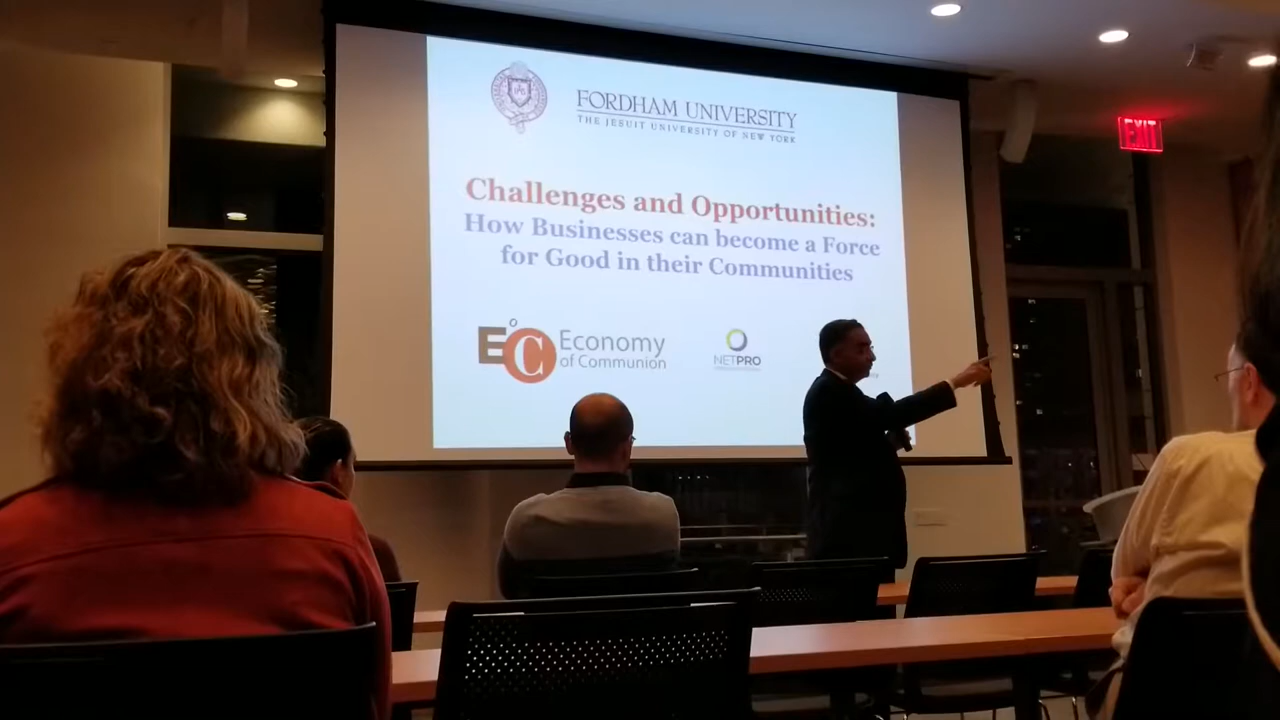 FORDHAM UNIVERSITY
THE JESUIT UNIVERSITY OF NEW YORK
EXIT
Challenges and Opportunities:
How Businesses can become a Force
for Good in their Communities
EoC Economy
of Communion
NETPRO